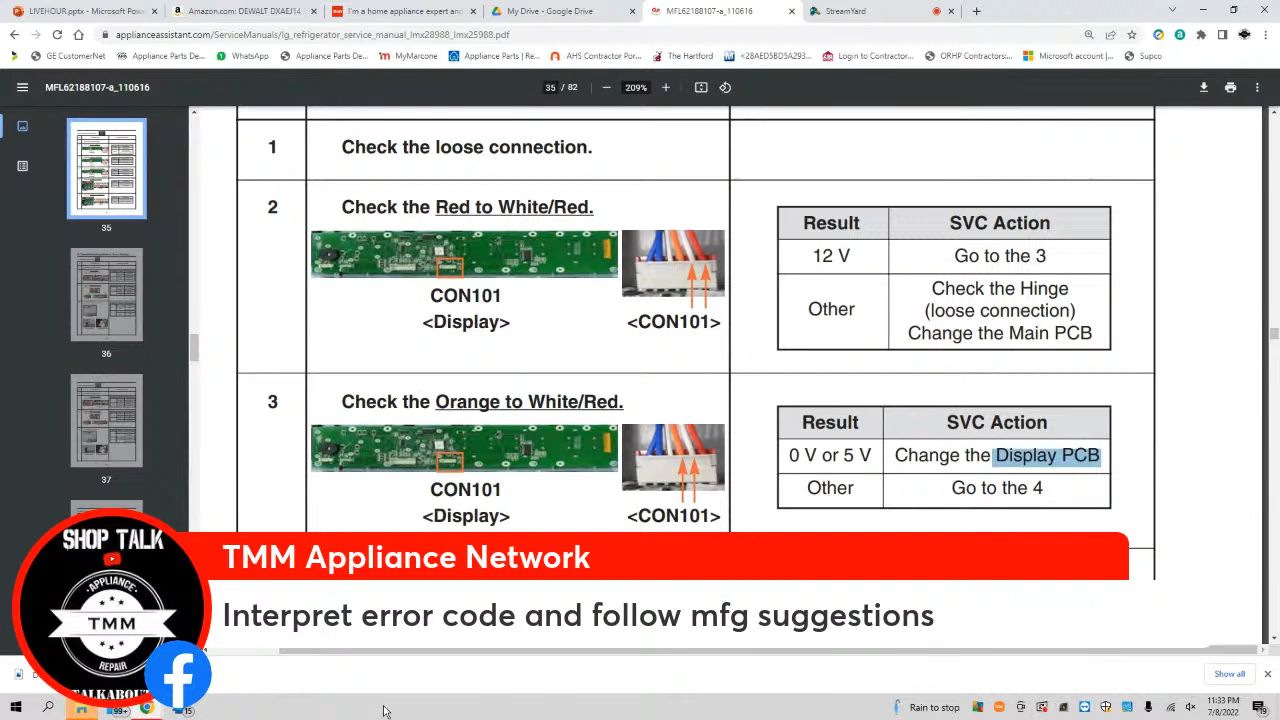 LIVEHOUR.pptx - Microsoft Power
Amazon.com: DEWALT DXAEJ14
I'm a home appliance expert and
My Drive - Google Drive
MFL62188107-a_110616
StreamYard
applianceassistant.com/ServiceManuals/lg_refrigerator_service_manual_lmx28988_lmx25988.pdf
GE CustomerNet
WhatsApp
Appliance Parts De...
MyMarcone
Appliance Parts | Re...
AHS Contractor Por...
The Hartford
<28AED5BD5A293...
Login to Contractor...
ORHP Contractors:...
Microsoft account |...
Supco
MFL62188107-a_110616
35 / 82
209%
35
36
37
1 Check the loose connection.
2 Check the Red to White/Red.
CON101
<Display>
<CON101>
Result SVC Action
12 V Go to the 3
Other Check the Hinge
(loose connection)
Change the Main PCB
3 Check the Orange to White/Red.
CON101
<Display>
<CON101>
Result SVC Action
0 V or 5 V Change the Display PCB
Other Go to the 4
SHOP TALK
APPLIANCE
TMM
REPAIR
TALKABOUT
TMM Appliance Network
Interpret error code and follow mfg suggestions
Show all
99+
15
Rain to stop
11:33 PM
7/8/2022